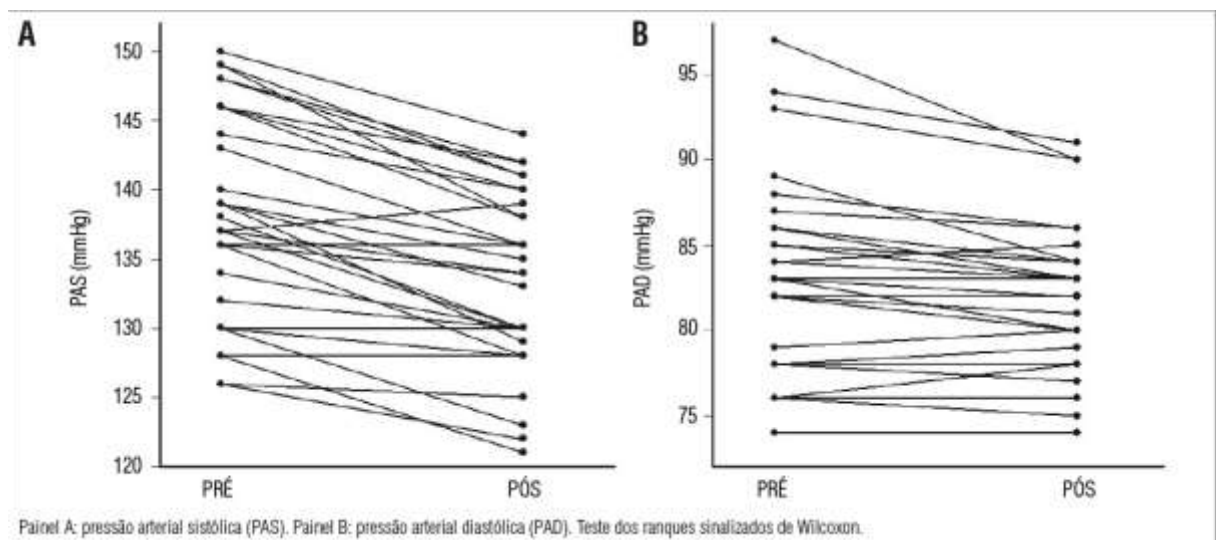 A
B
PAS (mmHg)
150
145
140
135
130
125
120
PRÉ
PÓS
PAD (mmHg)
95
90
85
80
75
PRÉ
PÓS
Painel A: pressão arterial sistólica (PAS). Painel B: pressão arterial diastólica (PAD). Teste dos ranques sinalizados de Wilcoxon.